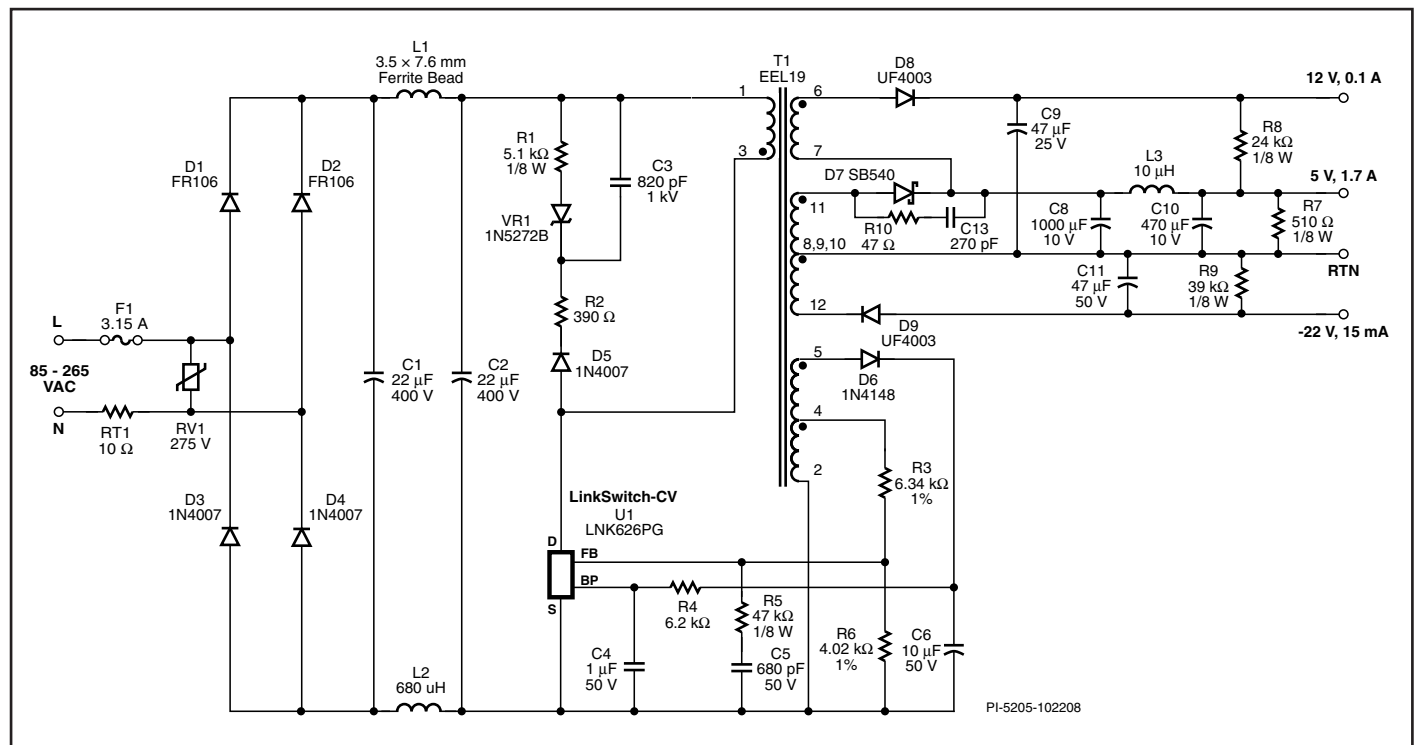 L1
3.5 × 7.6 mm
Ferrite Bead
D1
FR106
D2
FR106
F1
3.15 A
L
85 - 265
VAC
N
RT1
10 Ω
RV1
275 V
D3
1N4007
D4
1N4007
C1
22 μF
400 V
C2
22 μF
400 V
L2
680 uH
R1
5.1 kΩ
1/8 W
C3
820 pF
1 kV
VR1
1N5272B
R2
390 Ω
D5
1N4007
LinkSwitch-CV
U1
LNK626PG
D
FB
BP
S
R4
6.2 kΩ
C4
1 μF
50 V
R5
47 kΩ
1/8 W
C5
680 pF
50 V
T1
EEL19
1
3
6
7
11
8,9,10
12
5
4
2
D8
UF4003
C9
47 μF
25 V
D7 SB540
R10
47 Ω
C13
270 pF
C8
1000 μF
10 V
L3
10 μH
C10
470 μF
10 V
R8
24 kΩ
1/8 W
R7
510 Ω
1/8 W
C11
47 μF
50 V
R9
39 kΩ
1/8 W
D9
UF4003
D6
1N4148
R3
6.34 kΩ
1%
R6
4.02 kΩ
1%
C6
10 μF
50 V
12 V, 0.1 A
5 V, 1.7 A
RTN
-22 V, 15 mA
PI-5205-102208